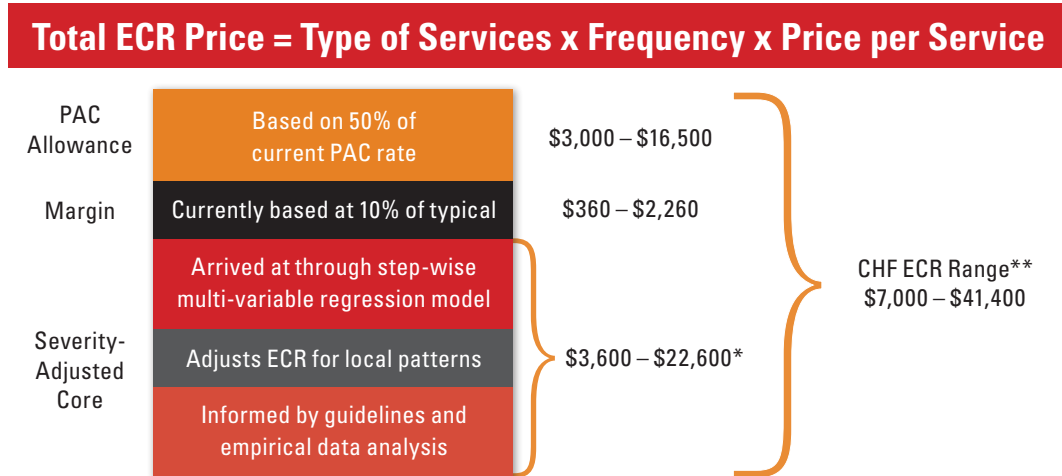 Total ECR Price = Type of Services x Frequency x Price per Service
PAC
Allowance
Based on 50% of
current PAC rate
$3,000 – $16,500
Margin
Currently based at 10% of typical
$360 – $2,260
Arrived at through step-wise
multi-variable regression model
Severity-
Adjusted
Core
Adjusts ECR for local patterns
Informed by guidelines and
empirical data analysis
$3,600 – $22,600*
CHF ECR Range**
$7,000 – $41,400